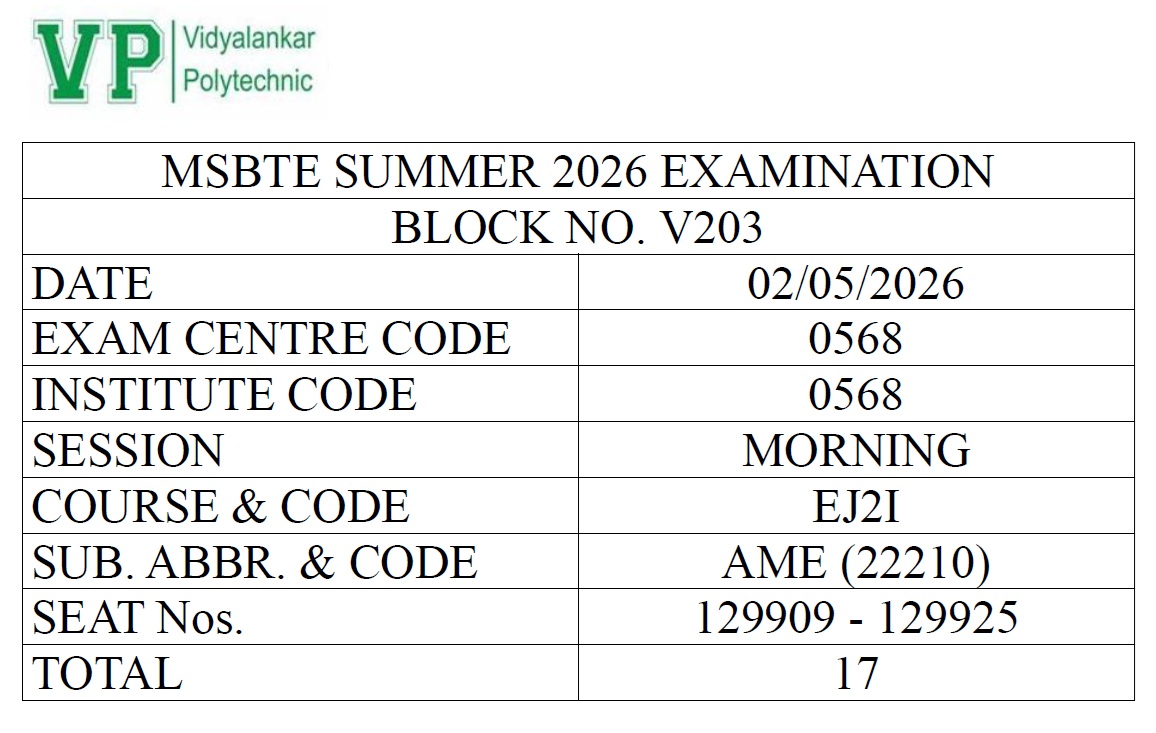 VP Vidyalankar
Polytechnic
MSBTE SUMMER 2026 EXAMINATION
BLOCK NO. V203
DATE 02/05/2026
EXAM CENTRE CODE 0568
INSTITUTE CODE 0568
SESSION MORNING
COURSE & CODE EJ2I
SUB. ABBR. & CODE AME (22210)
SEAT Nos. 129909 - 129925
TOTAL 17